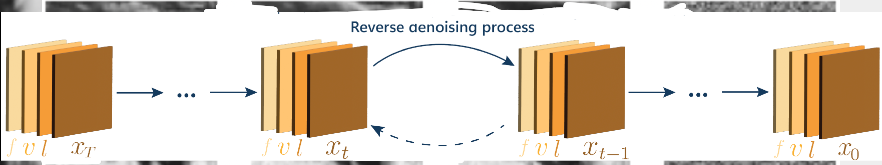 Reverse denoising process
... ...
f v l x_T f v l x_t f v l x_{t-1} f v l x_0